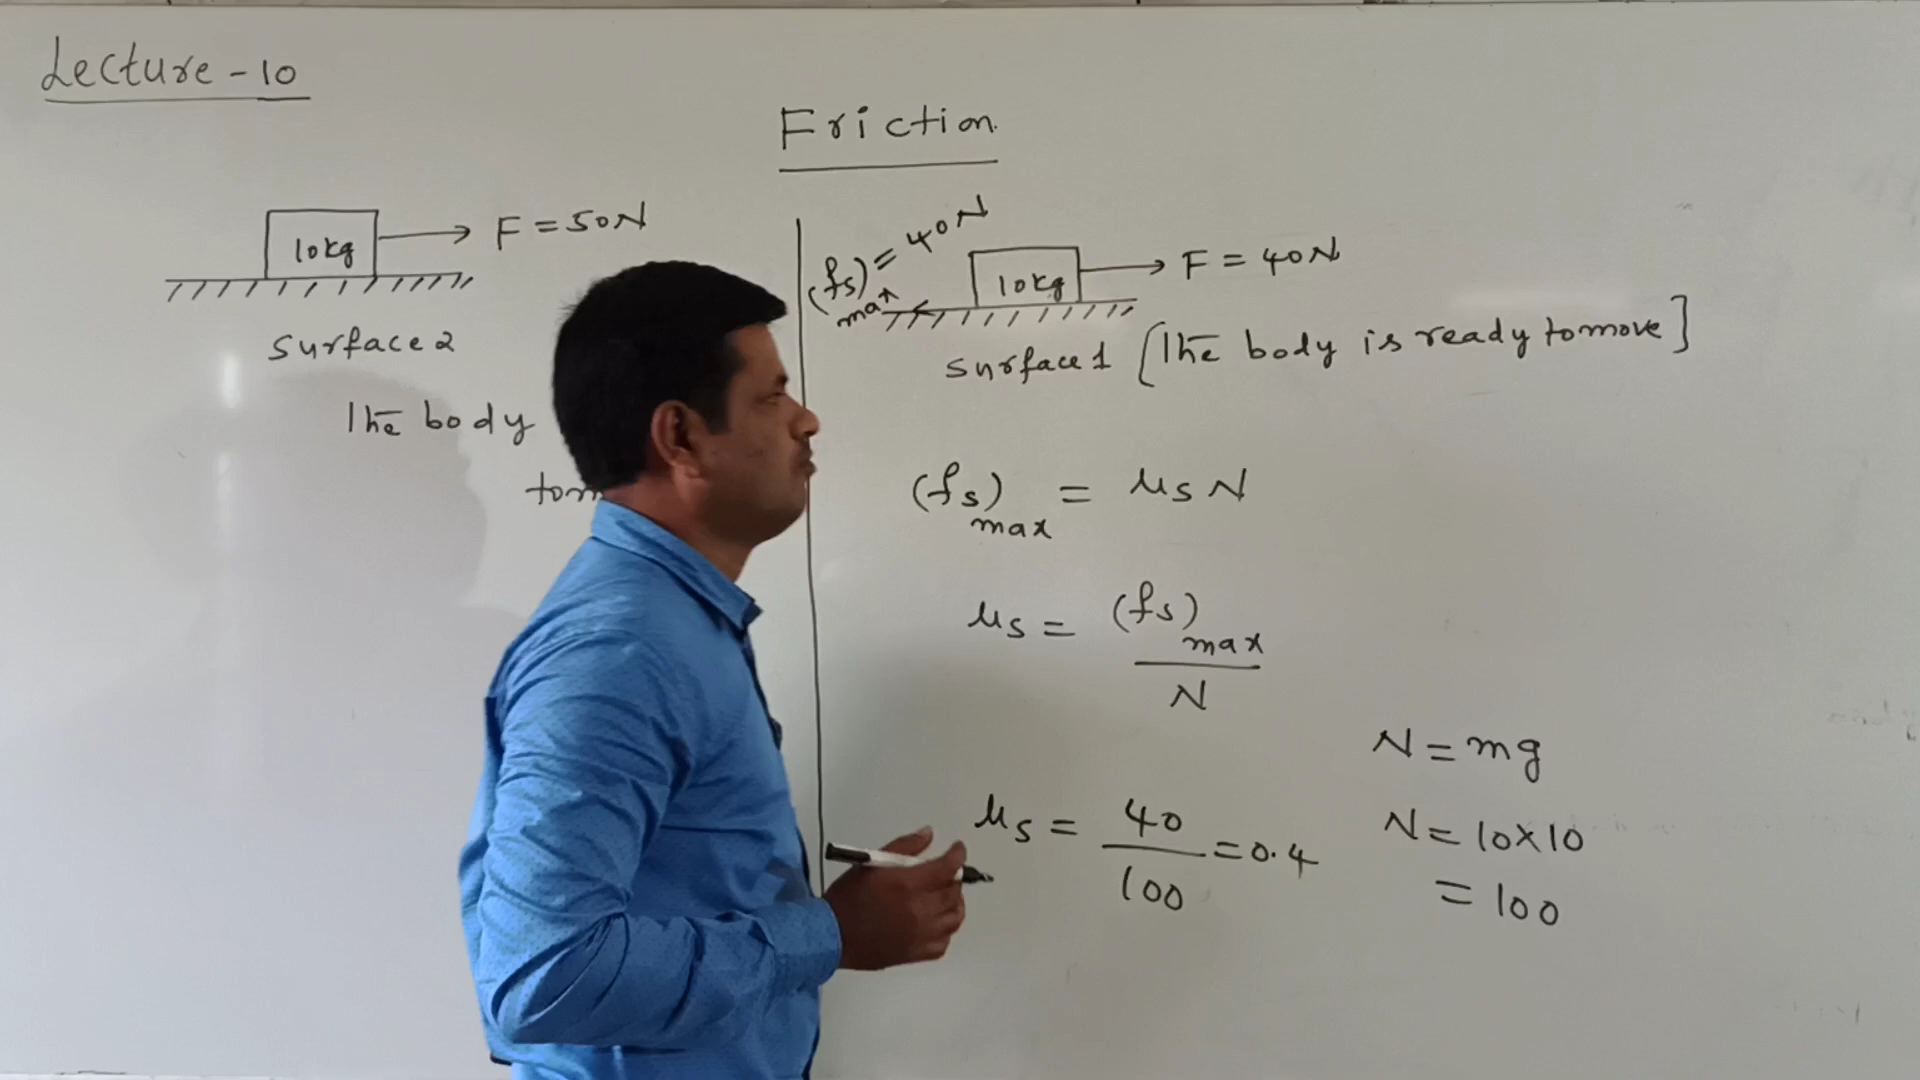 Lecture - 10
Friction
10kg
F = 50N
surface 2
The body
(fs)max = 40N
10kg
F = 40N
surface 1 [The body is ready to move]
(fs)max = μs N
μs = (fs)max / N
N = mg
μs = 40 / 100 = 0.4
N = 10×10
= 100